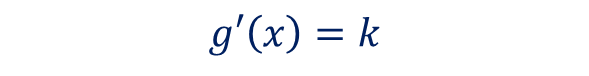 g′(x) = k